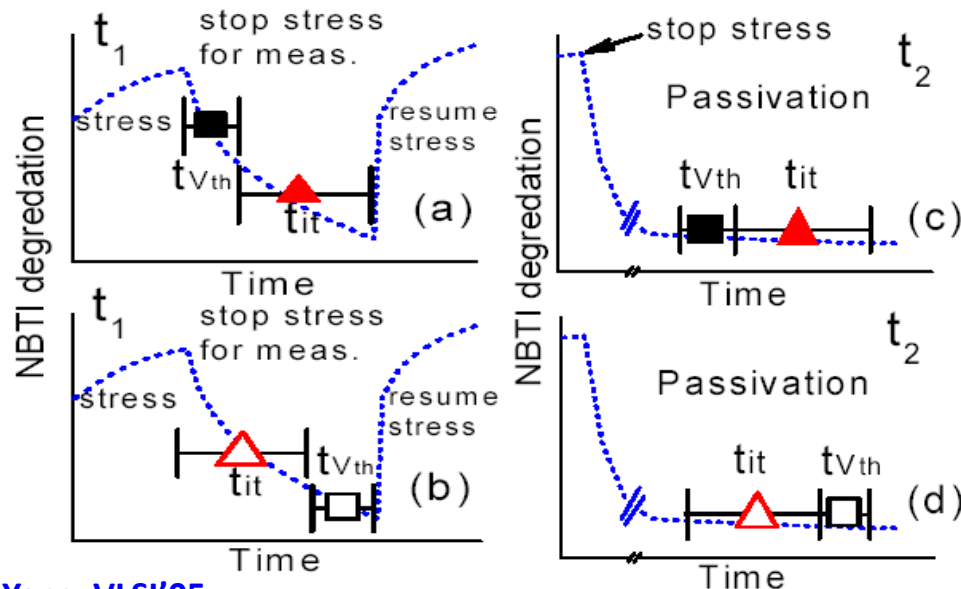 t1
stop stress
for meas.
stress
resume
stress
tVth
tit
(a)
NBTI degredation
Time
stop stress
t2
Passivation
tVth
tit
(c)
NBTI degredation
Time
t1
stop stress
for meas.
stress
resume
stress
tit
tVth
(b)
Time
t2
Passivation
tit
tVth
(d)
Time